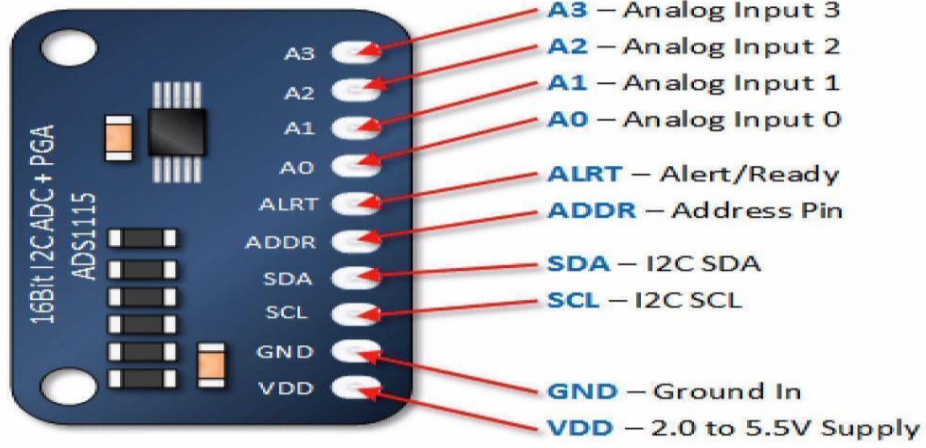 16Bit I2C ADC + PGA
ADS1115
A3
A2
A1
A0
ALRT
ADDR
SDA
SCL
GND
VDD
A3 – Analog Input 3
A2 – Analog Input 2
A1 – Analog Input 1
A0 – Analog Input 0
ALRT – Alert/Ready
ADDR – Address Pin
SDA – I2C SDA
SCL – I2C SCL
GND – Ground In
VDD – 2.0 to 5.5V Supply